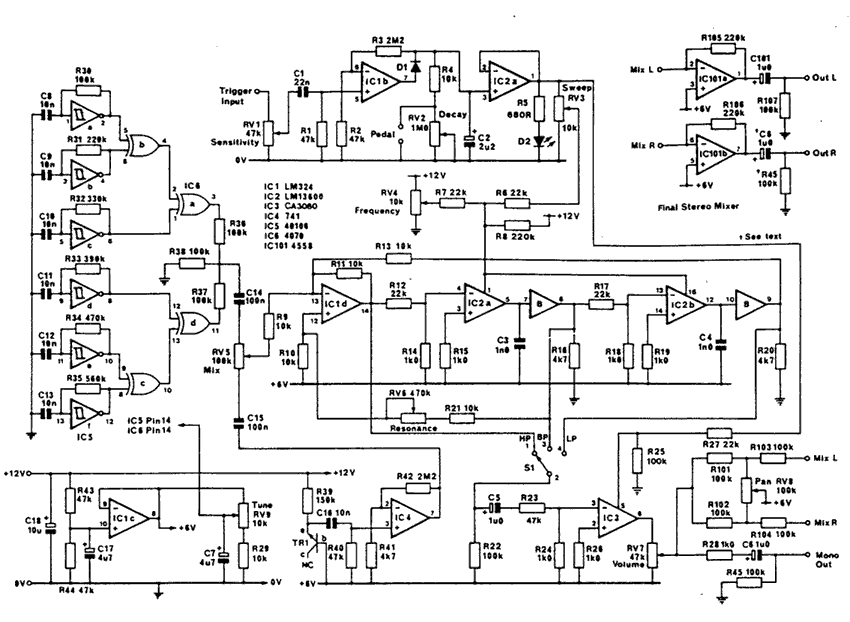 R30
100k
C8
10n
a
R31 220k
C9
10n
b
b
R32 330k
C10
10n
c
IC6
a
R33 390k
C11
10n
d
d
R34 470k
C12
10n
e
c
R35 560k
C13
10n
f
IC5
R36
100k
R38 100k
R37
100k
C14
100n
RV5
100k
Mix
C15
100n
IC5 Pin14
IC6 Pin14
IC1 LM324
IC2 LM13600
IC3 CA3080
IC4 741
IC5 40106
IC6 4070
IC101 4558
Trigger
Input
RV1
47k
Sensitivity
C1
22n
R1
47k
R2
47k
R3 2M2
IC1b
D1
R4
10k
RV2
1M0
Decay
Pedal
C2
2u2
IC2a
R5
680R
D2
Sweep
RV3
10k
0V
+12V
RV4
10k
Frequency
R7 22k
R6 22k
+12V
R8 220k
R105 220k
Mix L
IC101a
C101
1u0
Out L
R107
100k
+6V
R106 220k
Mix R
IC101b
C6
1u0
Out R
R45
100k
+6V
Final Stereo Mixer
+See text
R13 10k
R11 10k
R9
10k
IC1d
R10
10k
R12
22k
IC2a
R14
1k0
R15
1k0
C3
1n0
B
R16
4k7
R17
22k
IC2b
R18
1k0
R19
1k0
C4
1n0
B
R20
4k7
+6V
RV6 470k
Resonance
R21 10k
HP
BP
LP
S1
R27 22k
R25
100k
+12V
R43
47k
C18
10u
IC1c
+6V
C17
4u7
R44 47k
0V
Tune
RV9
10k
C7
4u7
R29
10k
0V
+12V
R39
150k
C16 10n
TR1
e
b
c
NC
R40
47k
R41
4k7
R42 2M2
IC4
+6V
C5
1u0
R22
100k
R23
47k
R24
1k0
R26
1k0
IC3
RV7
47k
Volume
R101
100k
R103 100k
Mix L
Pan RV8
100k
+6V
R102
100k
R104 100k
Mix R
R28 1k0
C6 1u0
Mono
Out
R45 100k